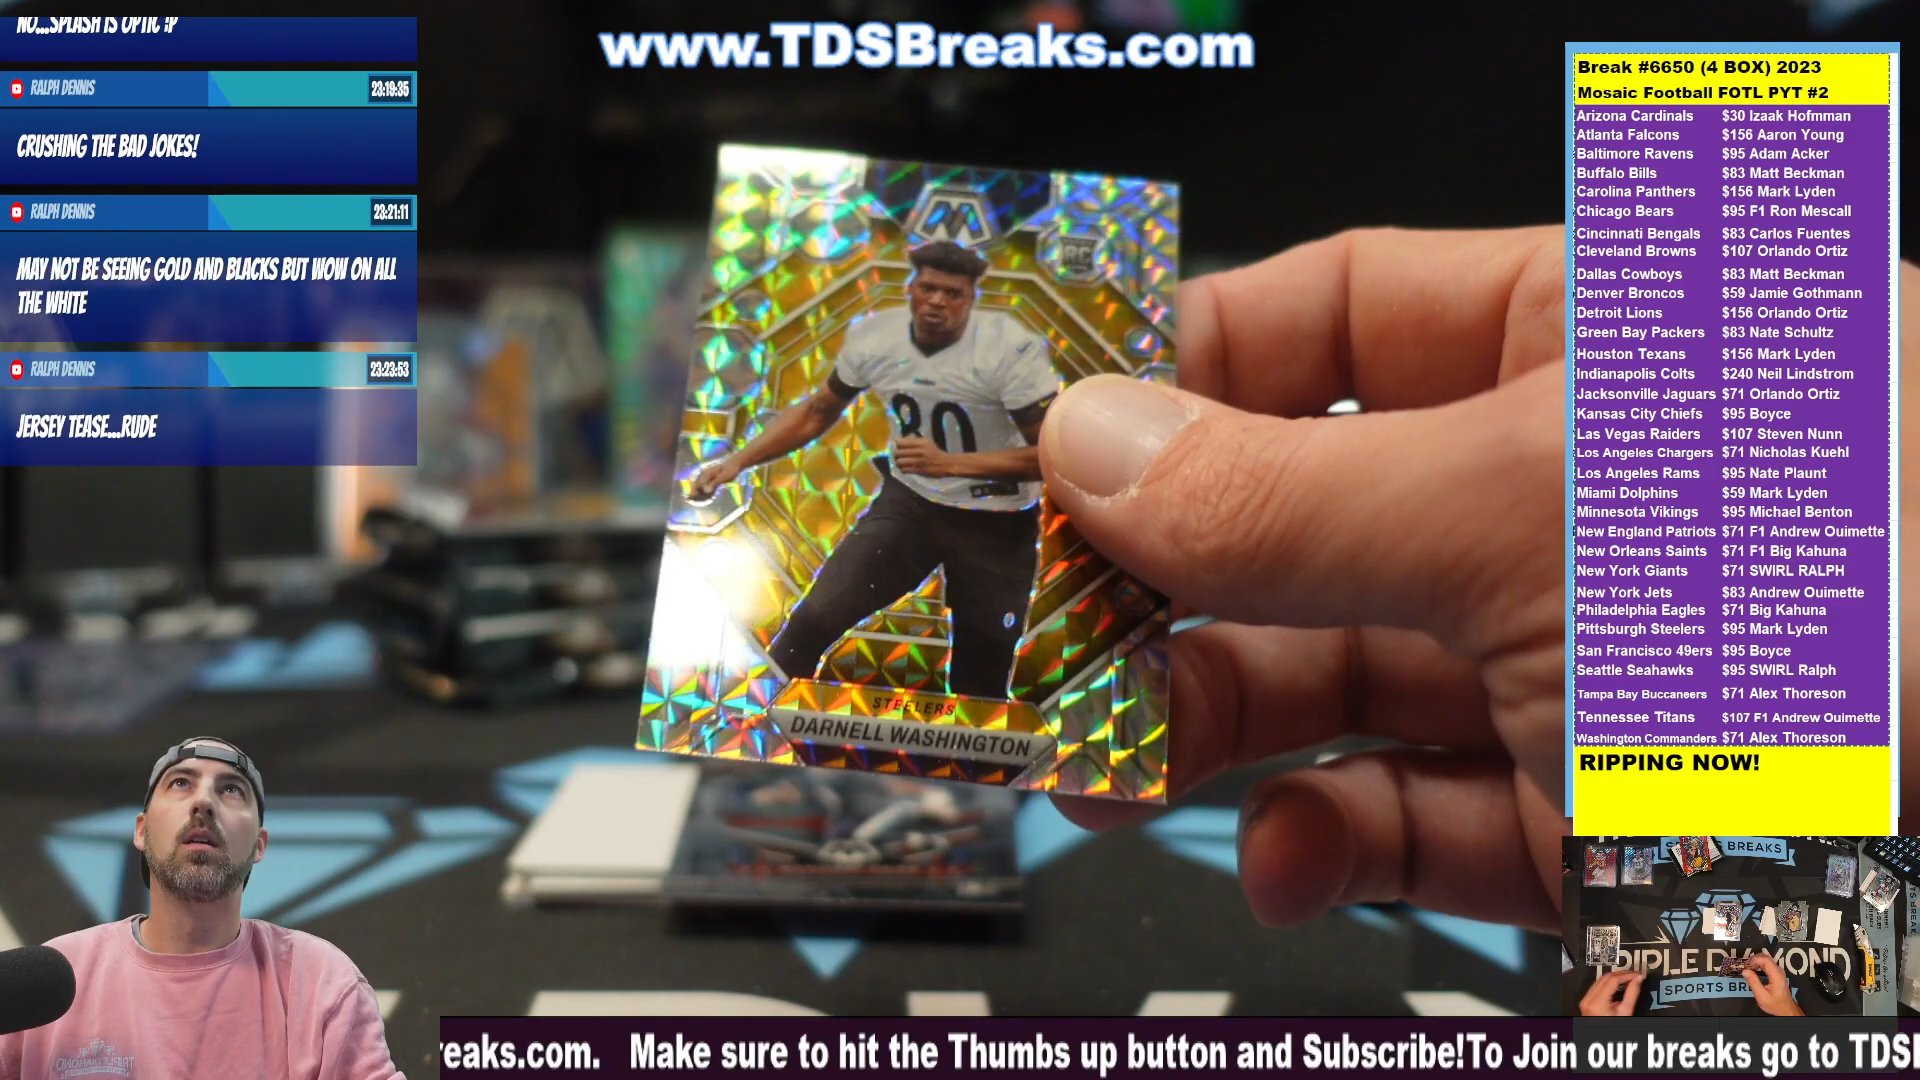 NO...SPLASH IS OPTIC :P
RALPH DENNIS
23:19:35
CRUSHING THE BAD JOKES!
RALPH DENNIS
23:21:11
MAY NOT BE SEEING GOLD AND BLACKS BUT WOW ON ALL
THE WHITE
RALPH DENNIS
23:23:53
JERSEY TEASE...RUDE
www.TDSBreaks.com
RC
80
STEELERS
DARNELL WASHINGTON
Break #6650 (4 BOX) 2023
Mosaic Football FOTL PYT #2
Arizona Cardinals $30 Izaak Hofmman
Atlanta Falcons $156 Aaron Young
Baltimore Ravens $95 Adam Acker
Buffalo Bills $83 Matt Beckman
Carolina Panthers $156 Mark Lyden
Chicago Bears $95 F1 Ron Mescall
Cincinnati Bengals $83 Carlos Fuentes
Cleveland Browns $107 Orlando Ortiz
Dallas Cowboys $83 Matt Beckman
Denver Broncos $59 Jamie Gothmann
Detroit Lions $156 Orlando Ortiz
Green Bay Packers $83 Nate Schultz
Houston Texans $156 Mark Lyden
Indianapolis Colts $240 Neil Lindstrom
Jacksonville Jaguars $71 Orlando Ortiz
Kansas City Chiefs $95 Boyce
Las Vegas Raiders $107 Steven Nunn
Los Angeles Chargers $71 Nicholas Kuehl
Los Angeles Rams $95 Nate Plaunt
Miami Dolphins $59 Mark Lyden
Minnesota Vikings $95 Michael Benton
New England Patriots $71 F1 Andrew Ouimette
New Orleans Saints $71 F1 Big Kahuna
New York Giants $71 SWIRL RALPH
New York Jets $83 Andrew Ouimette
Philadelphia Eagles $71 Big Kahuna
Pittsburgh Steelers $95 Mark Lyden
San Francisco 49ers $95 Boyce
Seattle Seahawks $95 SWIRL Ralph
Tampa Bay Buccaneers $71 Alex Thoreson
Tennessee Titans $107 F1 Andrew Ouimette
Washington Commanders $71 Alex Thoreson
RIPPING NOW!
TRIPLE DIAMOND
SPORTS BRE
reaks.com. Make sure to hit the Thumbs up button and Subscribe!To Join our breaks go to TDS